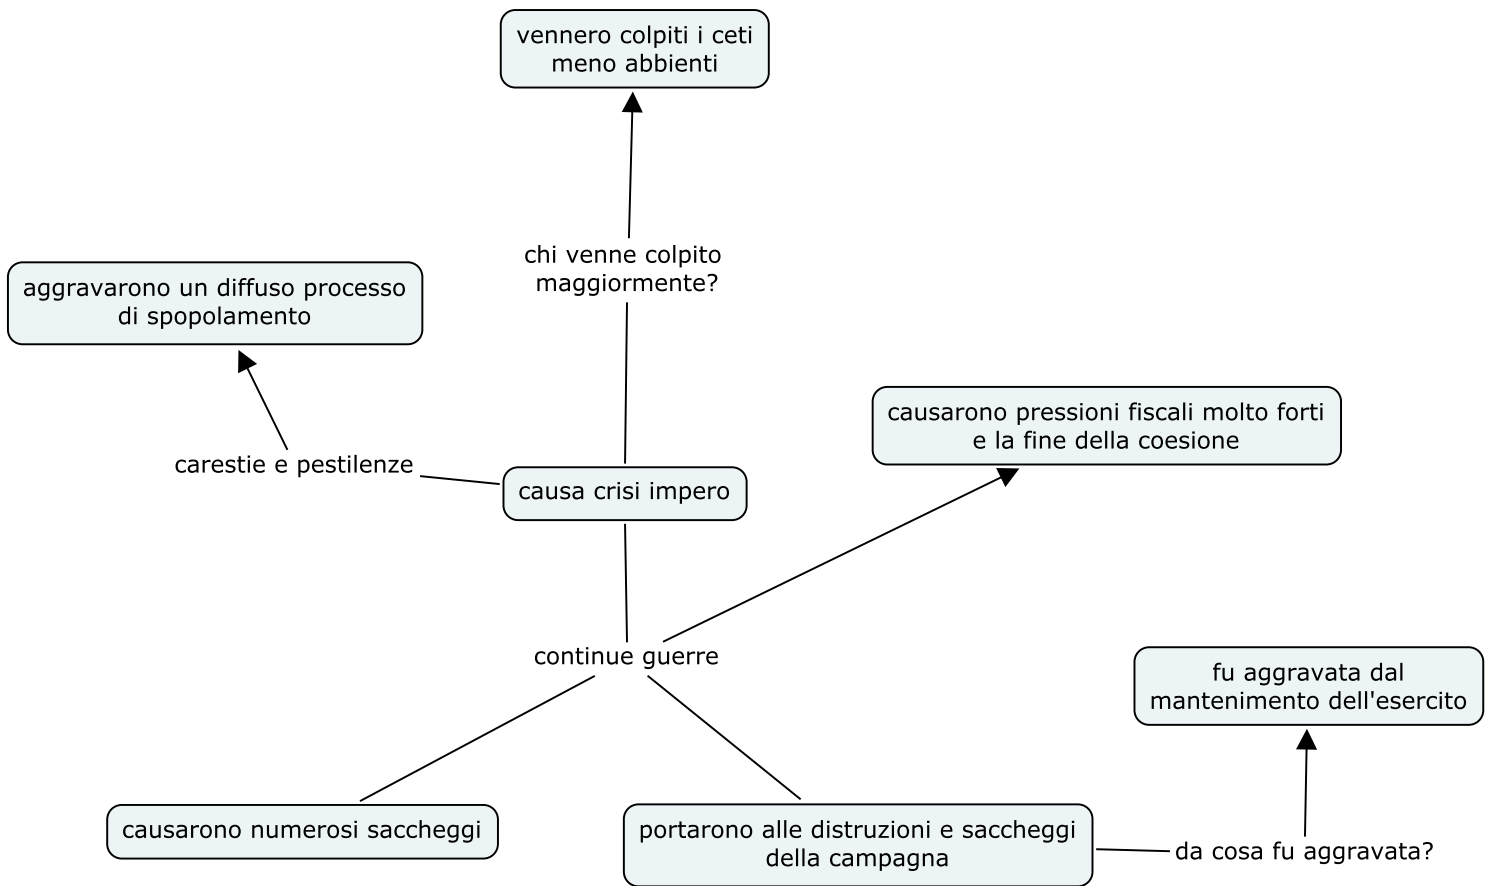 vennero colpiti i ceti
meno abbienti
chi venne colpito
maggiormente?
aggravarono un diffuso processo
di spopolamento
causarono pressioni fiscali molto forti
e la fine della coesione
carestie e pestilenze
causa crisi impero
continue guerre
fu aggravata dal
mantenimento dell'esercito
causarono numerosi saccheggi
portarono alle distruzioni e saccheggi
della campagna
da cosa fu aggravata?